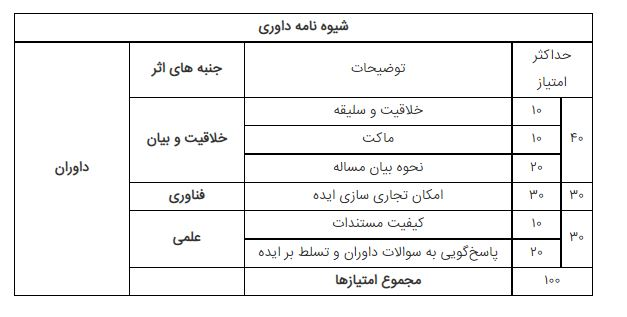 شیوه نامه داوری
حداکثر امتیاز	توضیحات	جنبه های اثر	داوران
۴۰	۱۰	خلاقیت و سلیقه	خلاقیت و بیان
۱۰	ماکت
۲۰	نحوه بیان مساله
۳۰	۳۰	امکان تجاری سازی ایده	فناوری
۳۰	۱۰	کیفیت مستندات	علمی
۲۰	پاسخ‌گویی به سوالات داوران و تسلط بر ایده
۱۰۰	مجموع امتیازها